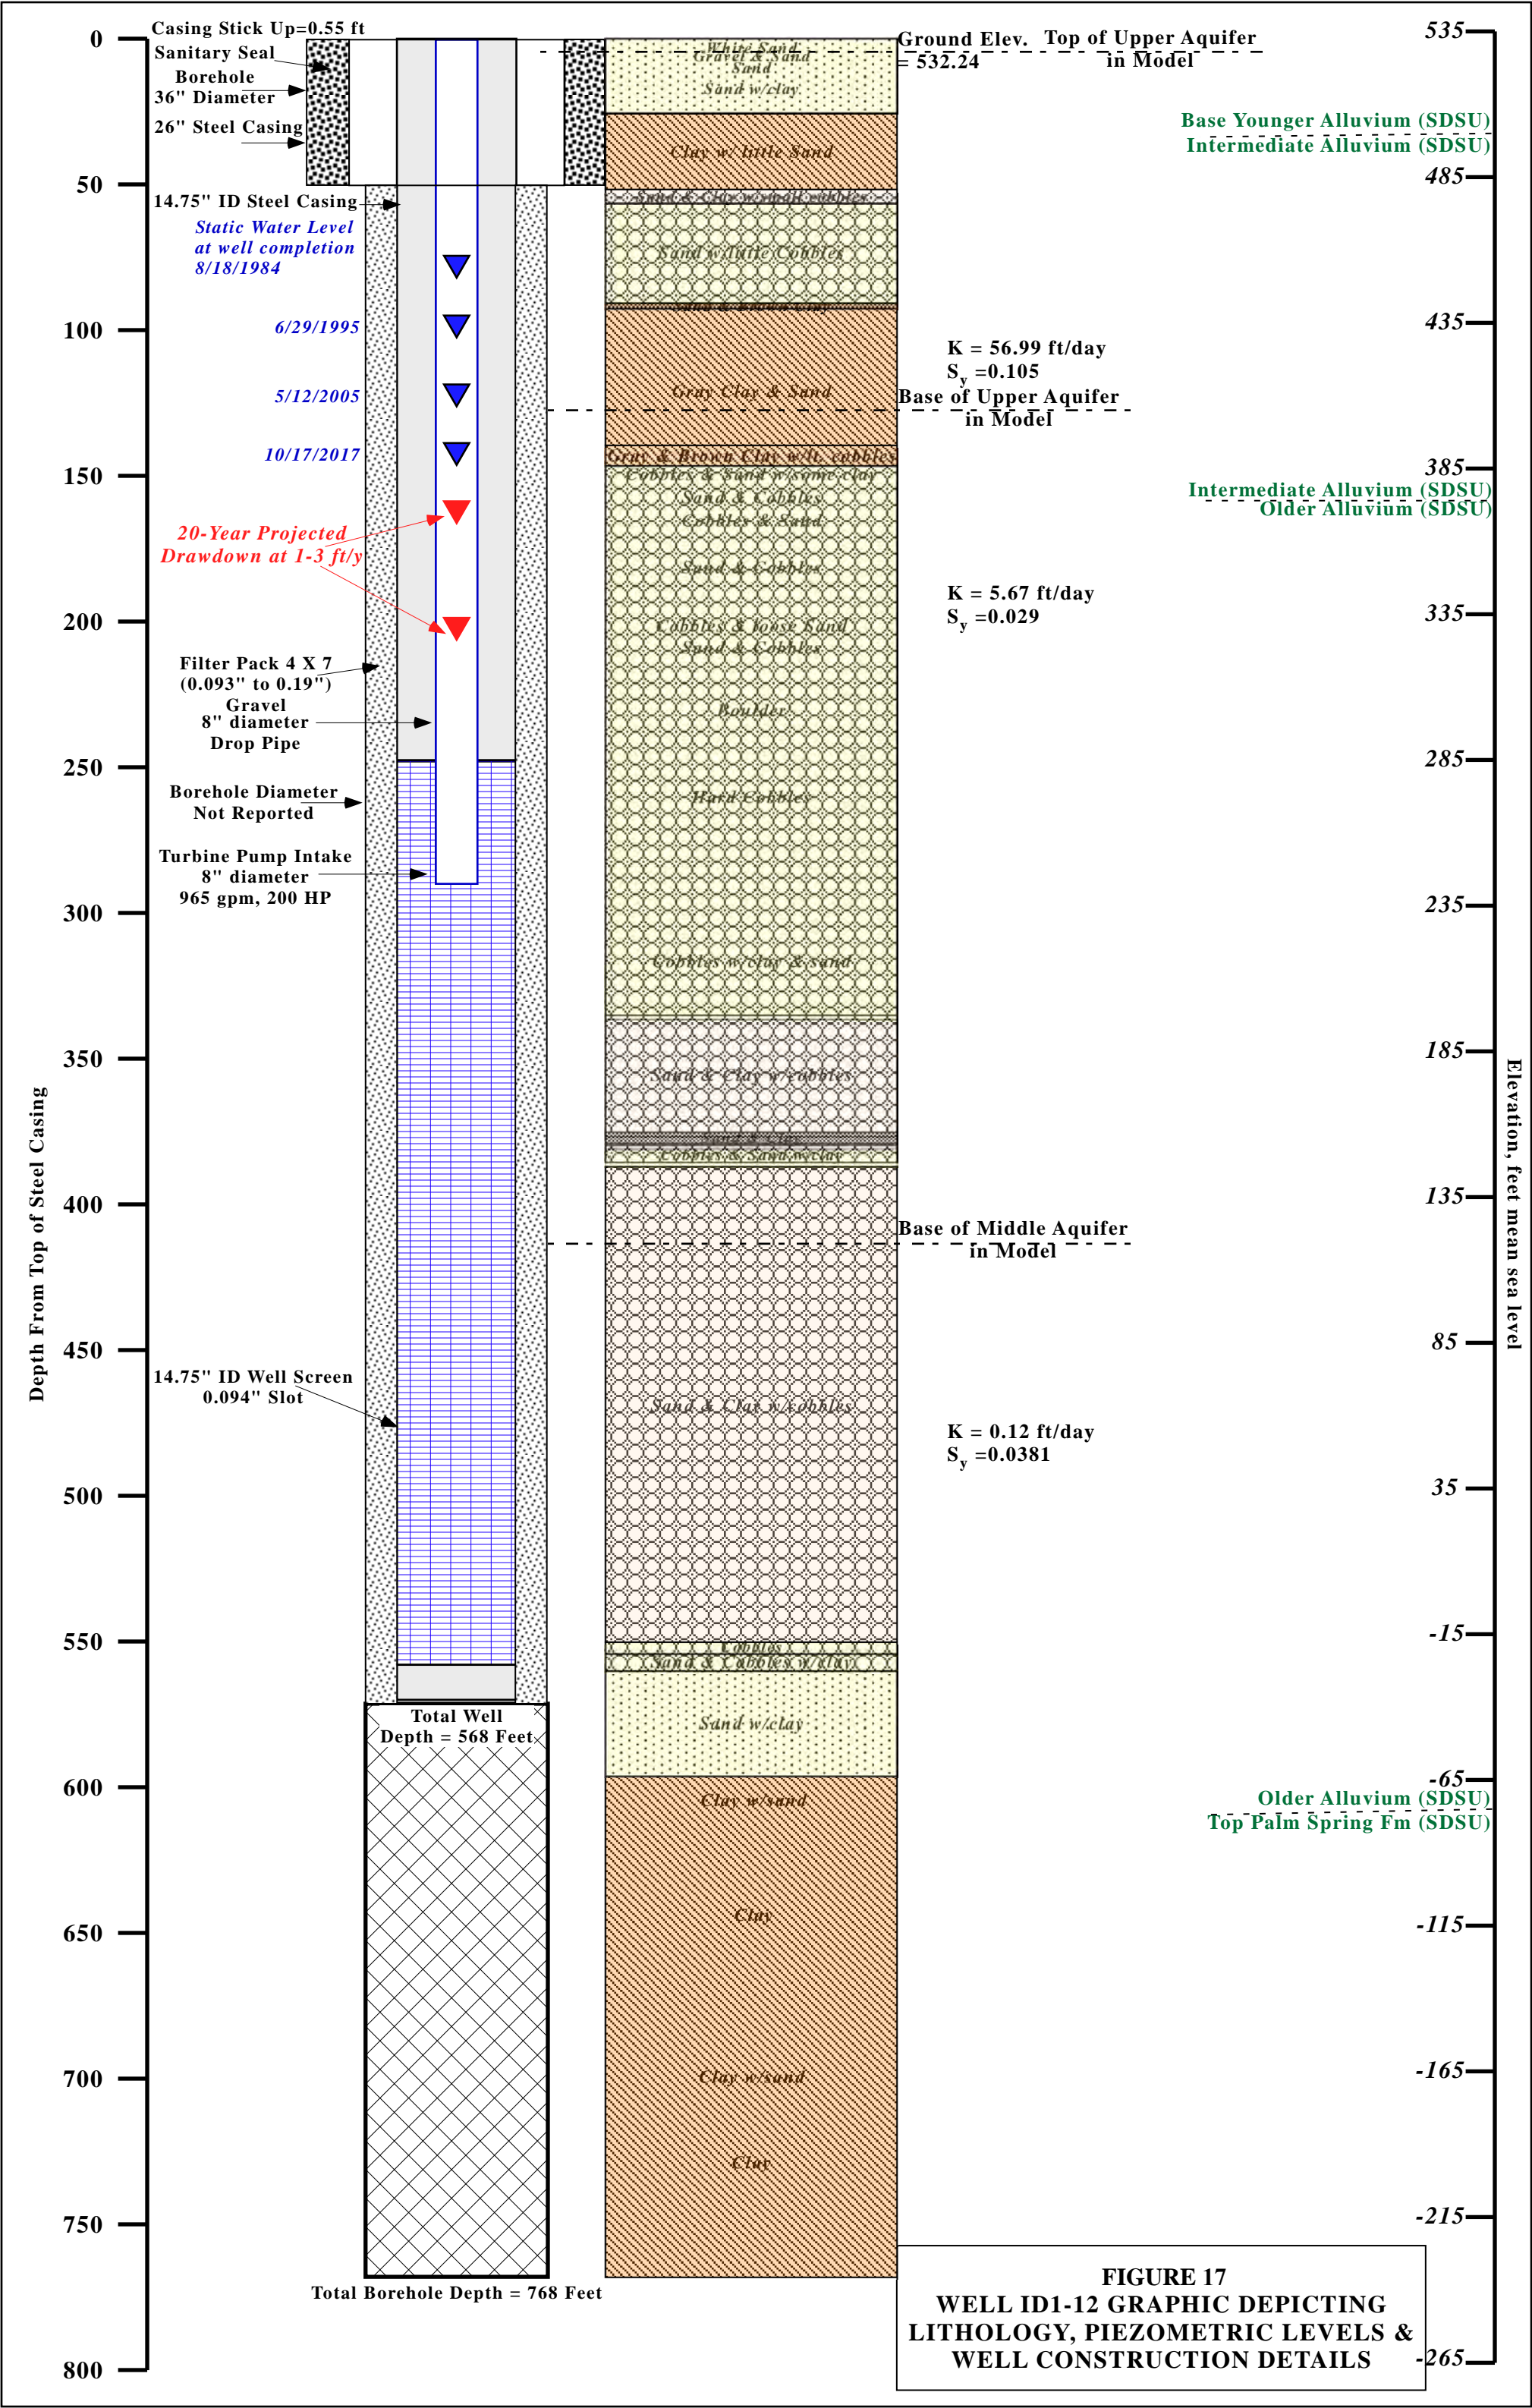 Casing Stick Up=0.55 ft
Sanitary Seal
Borehole
36" Diameter
26" Steel Casing
14.75" ID Steel Casing
Static Water Level
at well completion
8/18/1984
6/29/1995
5/12/2005
10/17/2017
20-Year Projected
Drawdown at 1-3 ft/y
Filter Pack 4 X 7
(0.093" to 0.19")
Gravel
8" diameter
Drop Pipe
Borehole Diameter
Not Reported
Turbine Pump Intake
8" diameter
965 gpm, 200 HP
14.75" ID Well Screen
0.094" Slot
Total Well
Depth = 568 Feet
Total Borehole Depth = 768 Feet
Depth From Top of Steel Casing
0
50
100
150
200
250
300
350
400
450
500
550
600
650
700
750
800
White Sand
Gravel & Sand
Sand
Sand w/clay
Clay w/ little Sand
Sand & Clay w/small cobbles
Sand w/little Cobbles
Sand & Brown Clay
Gray Clay & Sand
Gray & Brown Clay w/lt. cobbles
Cobbles & Sand w/some clay
Sand & Cobbles
Cobbles & Sand
Sand & Cobbles
Cobbles & loose Sand
Sand & Cobbles
Boulder
Hard Cobbles
Cobbles w/clay & sand
Sand & Clay w/cobbles
Sand & Clay
Cobbles & Sand w/clay
Sand & Clay w/cobbles
Cobbles
Sand & Cobbles w/clay
Sand w/clay
Clay w/sand
Clay
Clay w/sand
Clay
Ground Elev.
= 532.24
Top of Upper Aquifer
in Model
K = 56.99 ft/day
Sy =0.105
Base of Upper Aquifer
in Model
K = 5.67 ft/day
Sy =0.029
Base of Middle Aquifer
in Model
K = 0.12 ft/day
Sy =0.0381
Base Younger Alluvium (SDSU)
Intermediate Alluvium (SDSU)
Intermediate Alluvium (SDSU)
Older Alluvium (SDSU)
Older Alluvium (SDSU)
Top Palm Spring Fm (SDSU)
535
485
435
385
335
285
235
185
135
85
35
-15
-65
-115
-165
-215
-265
Elevation, feet mean sea level
FIGURE 17
WELL ID1-12 GRAPHIC DEPICTING
LITHOLOGY, PIEZOMETRIC LEVELS &
WELL CONSTRUCTION DETAILS